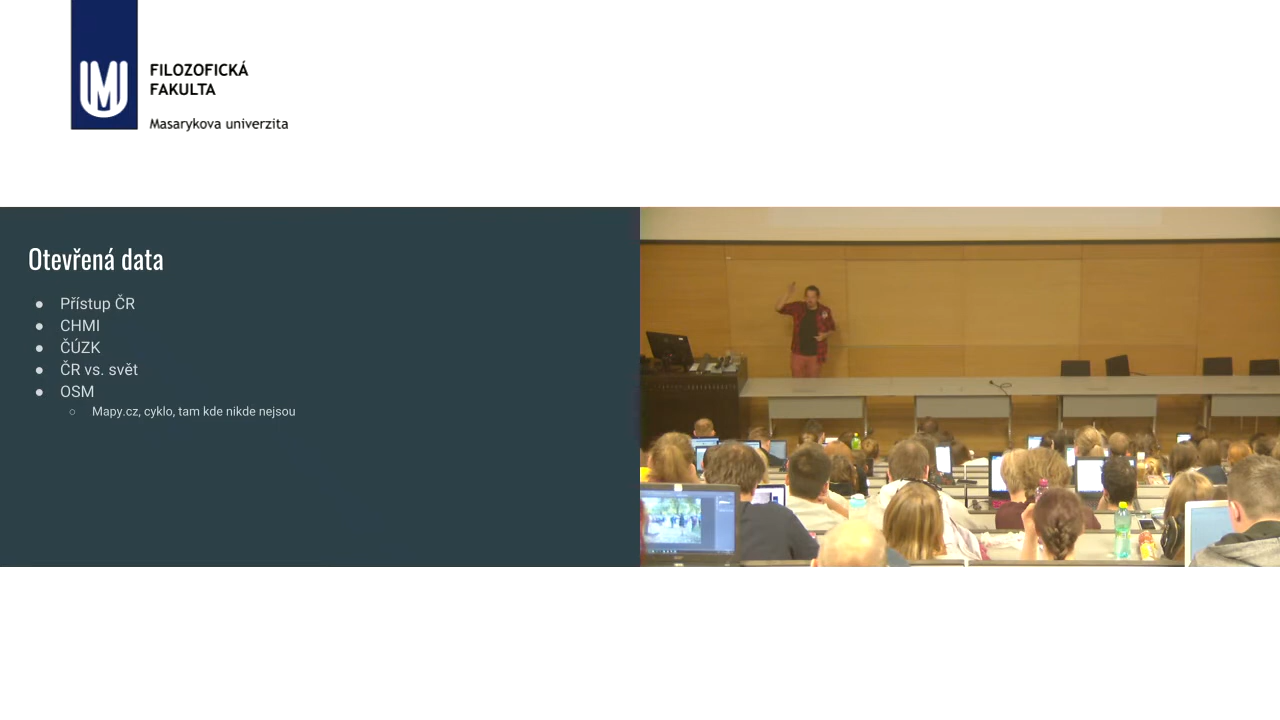 FILOZOFICKÁ
FAKULTA
Masarykova univerzita
Otevřená data
Přístup ČR
CHMI
ČÚZK
ČR vs. svět
OSM
Mapy.cz, cyklo, tam kde nikde nejsou